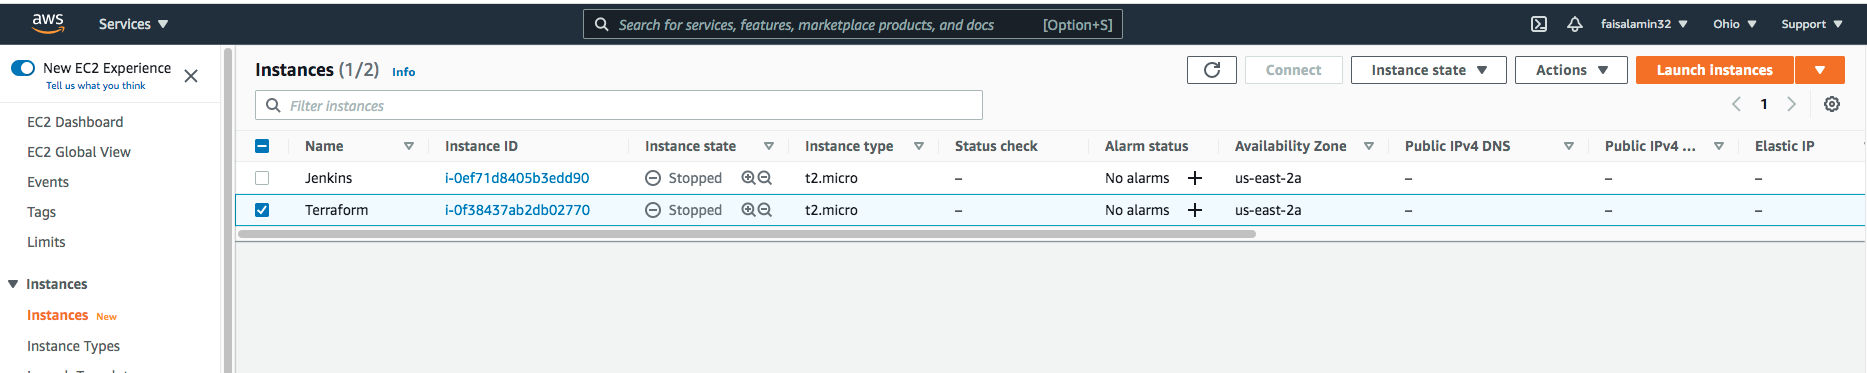 aws
Services
Search for services, features, marketplace products, and docs [Option+S]
faisalamin32
Ohio
Support
New EC2 Experience
Tell us what you think
EC2 Dashboard
EC2 Global View
Events
Tags
Limits
Instances
Instances New
Instance Types
Instances (1/2) Info
Connect
Instance state
Actions
Launch instances
Filter instances
1
Name Instance ID Instance state Instance type Status check Alarm status Availability Zone Public IPv4 DNS Public IPv4 ... Elastic IP
Jenkins i-0ef71d8405b3edd90 Stopped t2.micro – No alarms + us-east-2a – – –
Terraform i-0f38437ab2db02770 Stopped t2.micro – No alarms + us-east-2a – – –